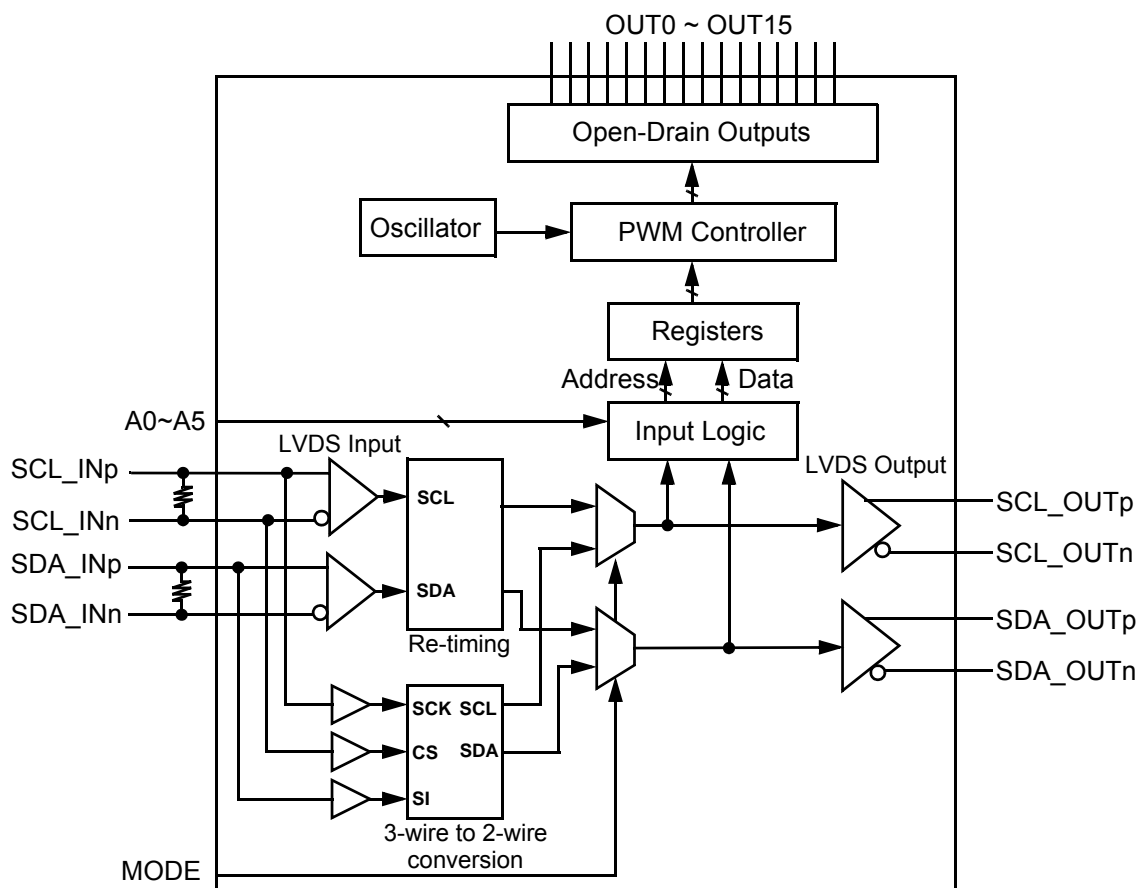 OUT0 ~ OUT15
Open-Drain Outputs
Oscillator
PWM Controller
Registers
Address
Data
A0~A5
Input Logic
LVDS Input
LVDS Output
SCL_INp
SCL
SCL_OUTp
SCL_INn
SCL_OUTn
SDA_INp
SDA
SDA_OUTp
SDA_INn
Re-timing
SDA_OUTn
SCK SCL
CS SDA
SI
3-wire to 2-wire
conversion
MODE